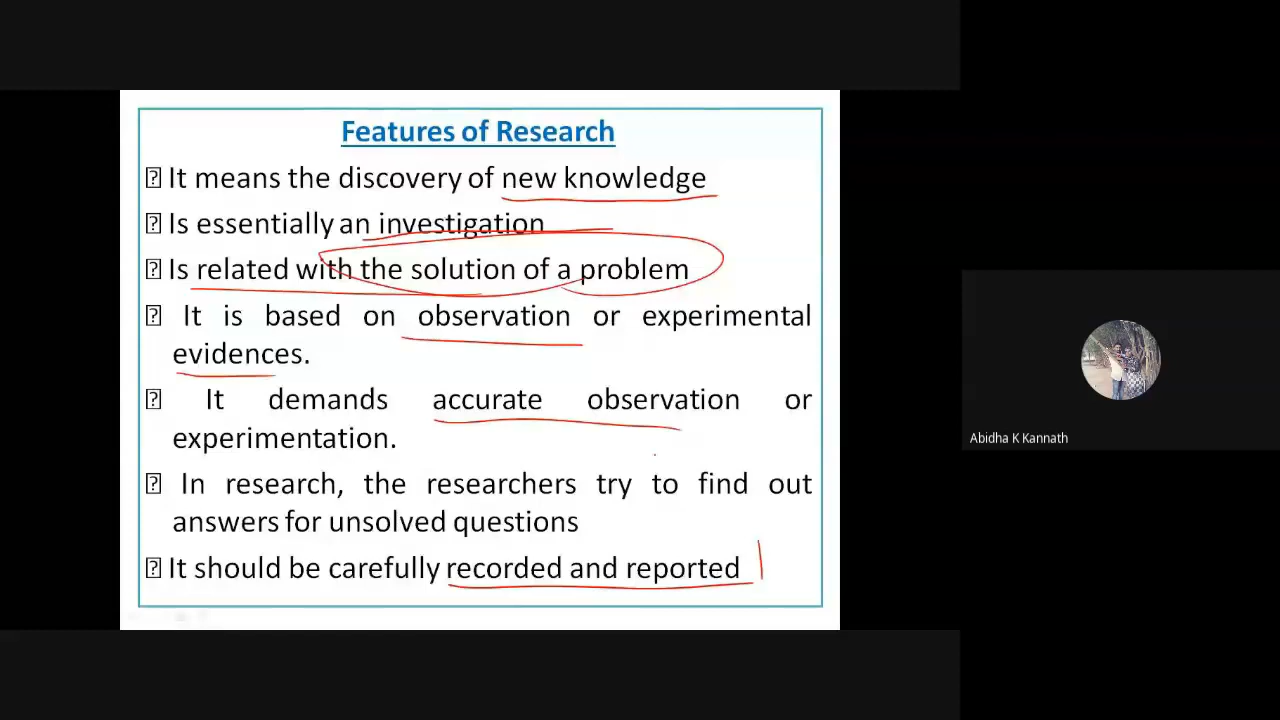 Features of Research
⍰ It means the discovery of new knowledge
⍰ Is essentially an investigation
⍰ Is related with the solution of a problem
⍰ It is based on observation or experimental
evidences.
⍰ It demands accurate observation or
experimentation.
⍰ In research, the researchers try to find out
answers for unsolved questions
⍰ It should be carefully recorded and reported
Abidha K Kannath